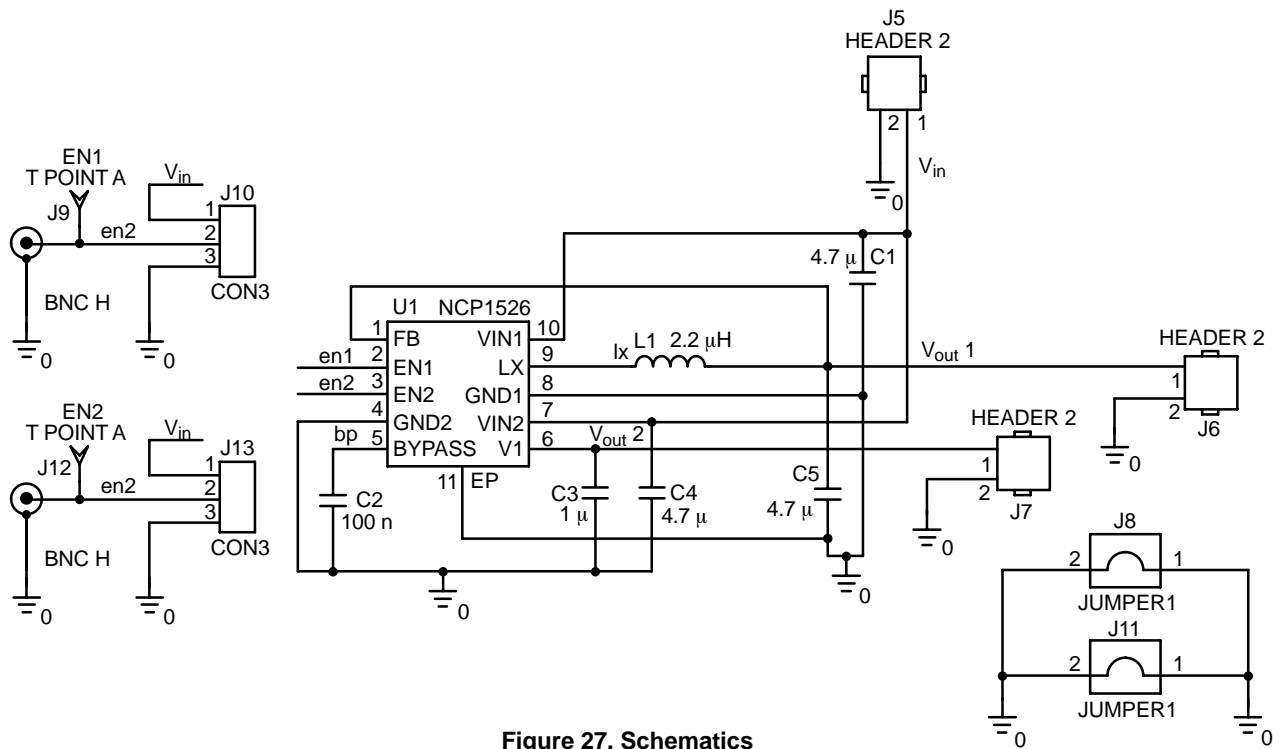 J5
HEADER 2
2 1
V_in
0
EN1
T POINT A
J9
en2
BNC H
0
V_in
J10
1
2
3
CON3
0
EN2
T POINT A
J12
en2
BNC H
0
V_in
J13
1
2
3
CON3
0
U1 NCP1526
1 FB VIN1 10
en1 2 EN1 LX 9
en2 3 EN2 GND1 8
4 GND2 VIN2 7
bp 5 BYPASS V1 6
11 EP
lx L1 2.2 μH
4.7 μ C1
V_out 1
V_out 2
C2
100 n
C3
1 μ
C4
4.7 μ
C5
4.7 μ
0
0
HEADER 2
1
2
J6
0
HEADER 2
1
2
J7
0
J8
2 1
JUMPER1
J11
2 1
JUMPER1
0 0
Figure 27. Schematics